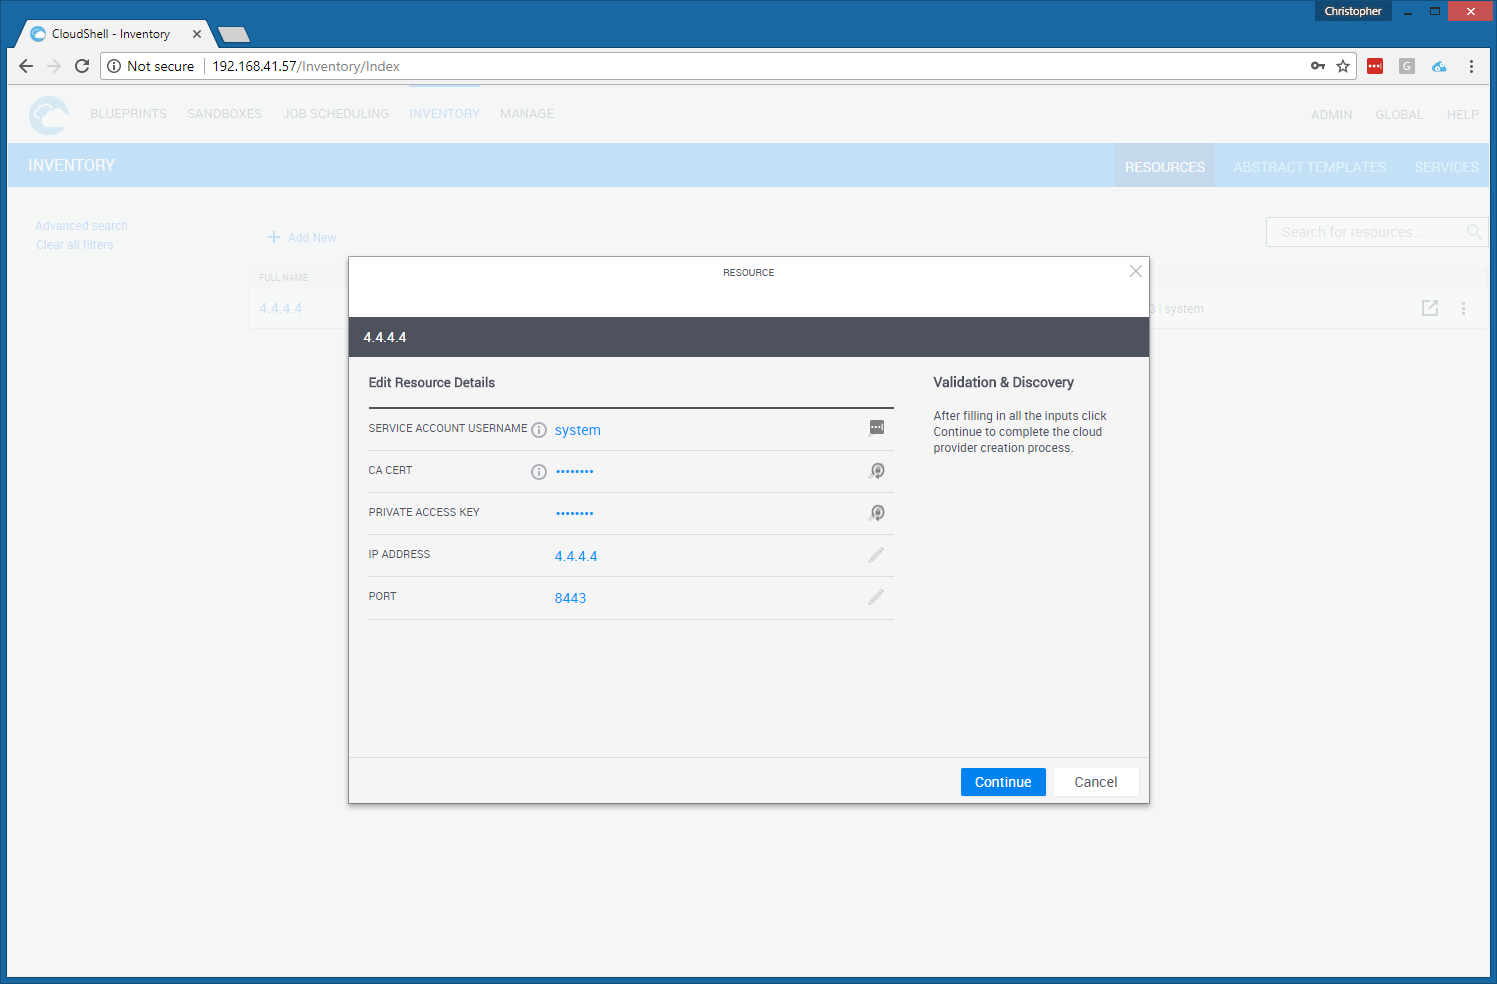 Christopher
CloudShell - Inventory
Not secure 192.168.41.57/Inventory/Index
BLUEPRINTS SANDBOXES JOB SCHEDULING INVENTORY MANAGE ADMIN GLOBAL HELP
INVENTORY RESOURCES ABSTRACT TEMPLATES SERVICES
Advanced search
Clear all filters
Add New
Search for resources...
FULL NAME
4.4.4.4
3 | system
RESOURCE
4.4.4.4
Edit Resource Details
SERVICE ACCOUNT USERNAME system
CA CERT ••••••••
PRIVATE ACCESS KEY ••••••••
IP ADDRESS 4.4.4.4
PORT 8443
Validation & Discovery
After filling in all the inputs click
Continue to complete the cloud
provider creation process.
Continue Cancel